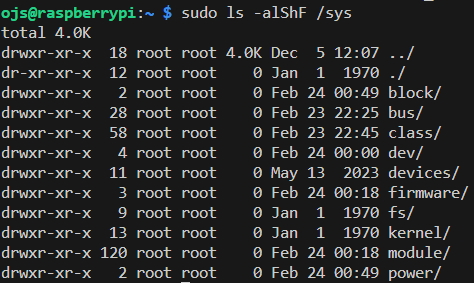 ojs@raspberrypi:~ $ sudo ls -alShF /sys
total 4.0K
drwxr-xr-x  18 root root 4.0K Dec  5 12:07 ../
dr-xr-xr-x  12 root root    0 Jan  1  1970 ./
drwxr-xr-x   2 root root    0 Feb 24 00:49 block/
drwxr-xr-x  28 root root    0 Feb 23 22:25 bus/
drwxr-xr-x  58 root root    0 Feb 23 22:45 class/
drwxr-xr-x   4 root root    0 Feb 24 00:00 dev/
drwxr-xr-x  11 root root    0 May 13  2023 devices/
drwxr-xr-x   3 root root    0 Feb 24 00:18 firmware/
drwxr-xr-x   9 root root    0 Jan  1  1970 fs/
drwxr-xr-x  13 root root    0 Jan  1  1970 kernel/
drwxr-xr-x 120 root root    0 Feb 24 00:18 module/
drwxr-xr-x   2 root root    0 Feb 24 00:49 power/